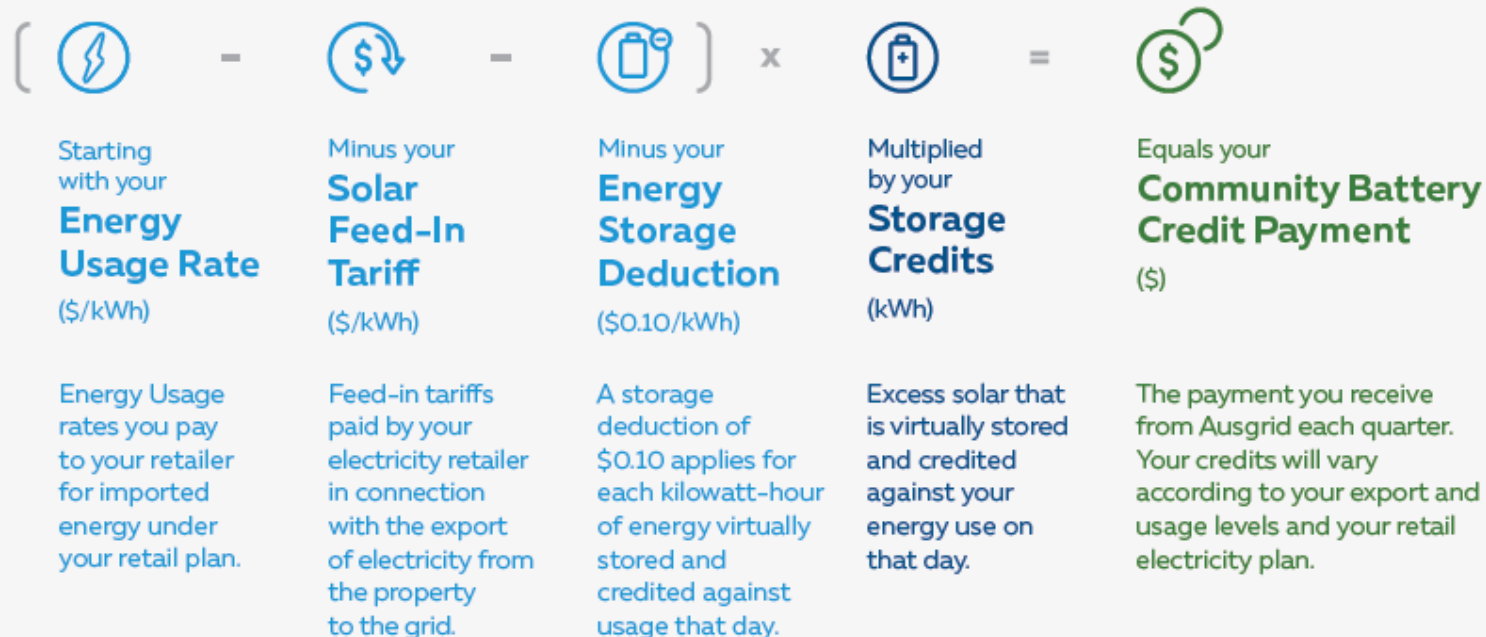 [ - - ] x =
Starting
with your
Energy
Usage Rate
($/kWh)
Energy Usage
rates you pay
to your retailer
for imported
energy under
your retail plan.
Minus your
Solar
Feed-In
Tariff
($/kWh)
Feed-in tariffs
paid by your
electricity retailer
in connection
with the export
of electricity from
the property
to the grid.
Minus your
Energy
Storage
Deduction
($0.10/kWh)
A storage
deduction of
$0.10 applies for
each kilowatt-hour
of energy virtually
stored and
credited against
usage that day.
Multiplied
by your
Storage
Credits
(kWh)
Excess solar that
is virtually stored
and credited
against your
energy use on
that day.
Equals your
Community Battery
Credit Payment
($)
The payment you receive
from Ausgrid each quarter.
Your credits will vary
according to your export and
usage levels and your retail
electricity plan.